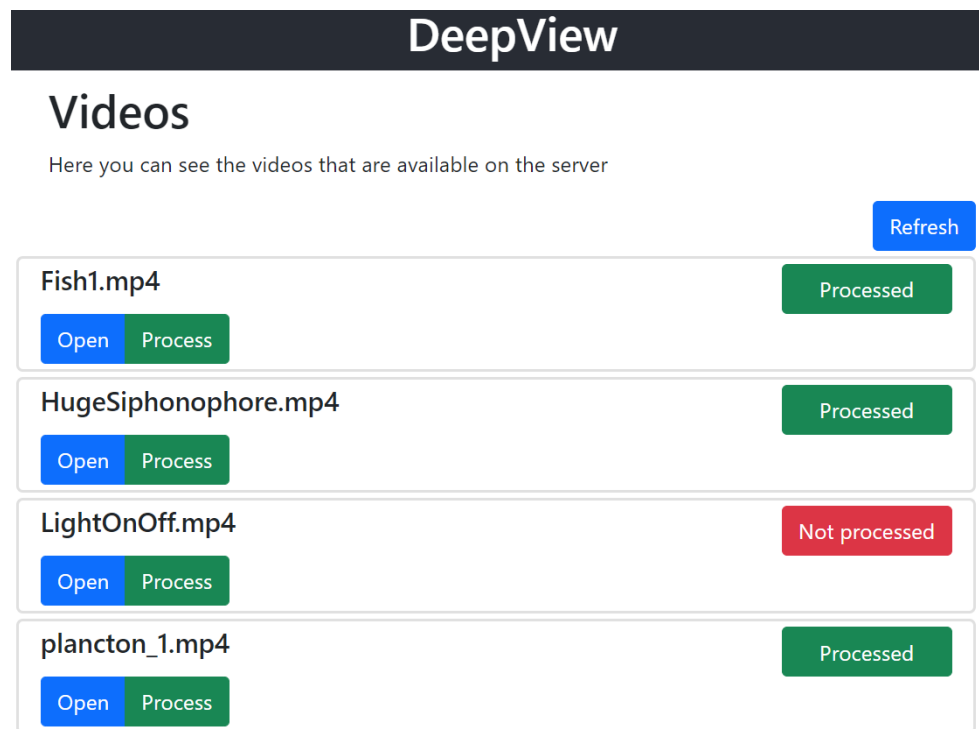 DeepView
Videos
Here you can see the videos that are available on the server
Refresh
Fish1.mp4
Processed
Open Process
HugeSiphonophore.mp4
Processed
Open Process
LightOnOff.mp4
Not processed
Open Process
plancton_1.mp4
Processed
Open Process